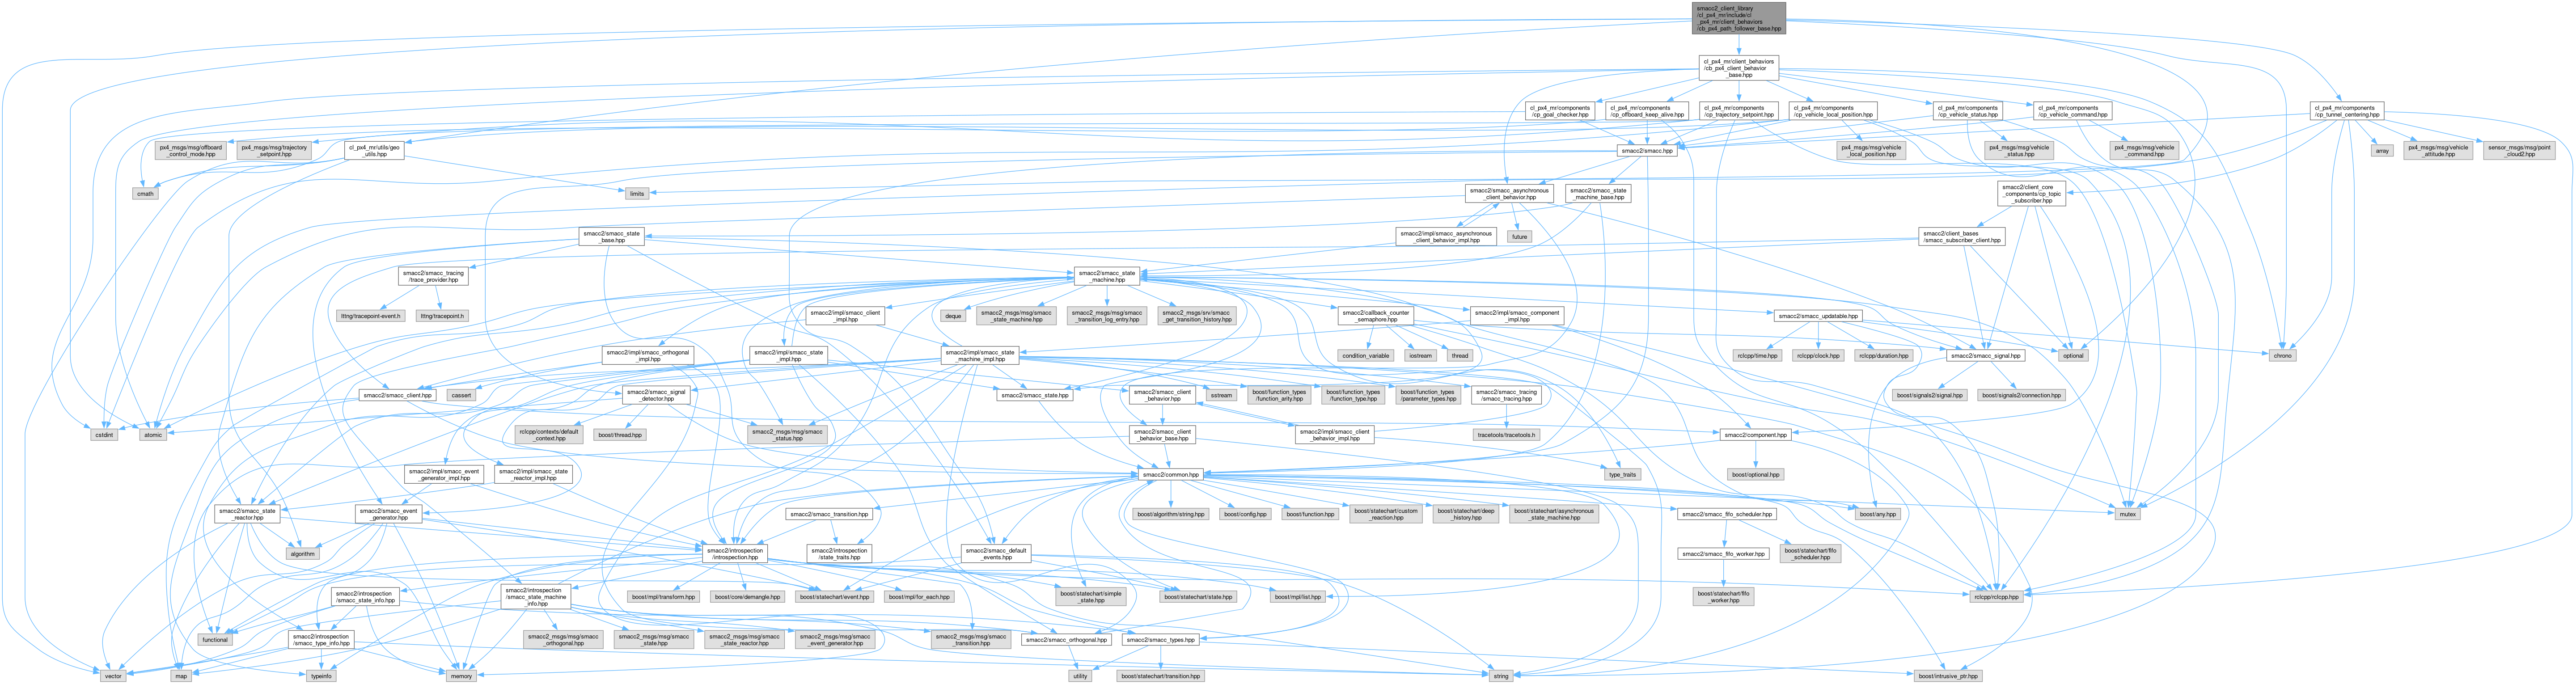 smacc2_client_library
/cl_px4_mr/include/cl
_px4_mr/client_behaviors
/cb_px4_path_follower_base.hpp
cl_px4_mr/client_behaviors
/cb_px4_client_behavior
_base.hpp
cl_px4_mr/components
/cp_goal_checker.hpp
cl_px4_mr/components
/cp_offboard_keep_alive.hpp
cl_px4_mr/components
/cp_trajectory_setpoint.hpp
cl_px4_mr/components
/cp_vehicle_local_position.hpp
cl_px4_mr/components
/cp_vehicle_status.hpp
cl_px4_mr/components
/cp_vehicle_command.hpp
cl_px4_mr/components
/cp_tunnel_centering.hpp
px4_msgs/msg/offboard
_control_mode.hpp
px4_msgs/msg/trajectory
_setpoint.hpp
cl_px4_mr/utils/geo
_utils.hpp
smacc2/smacc.hpp
px4_msgs/msg/vehicle
_local_position.hpp
px4_msgs/msg/vehicle
_status.hpp
px4_msgs/msg/vehicle
_command.hpp
array
px4_msgs/msg/vehicle
_attitude.hpp
sensor_msgs/msg/point
_cloud2.hpp
cmath
limits
smacc2/smacc_asynchronous
_client_behavior.hpp
smacc2/smacc_state
_machine_base.hpp
smacc2/client_core
_components/cp_topic
_subscriber.hpp
smacc2/smacc_state
_base.hpp
smacc2/impl/smacc_asynchronous
_client_behavior_impl.hpp
future
smacc2/client_bases
/smacc_subscriber_client.hpp
smacc2/smacc_tracing
/trace_provider.hpp
smacc2/smacc_state
_machine.hpp
lttng/tracepoint-event.h
lttng/tracepoint.h
smacc2/impl/smacc_client
_impl.hpp
deque
smacc2_msgs/msg/smacc
_state_machine.hpp
smacc2_msgs/msg/smacc
_transition_log_entry.hpp
smacc2_msgs/srv/smacc
_get_transition_history.hpp
smacc2/callback_counter
_semaphore.hpp
smacc2/impl/smacc_component
_impl.hpp
smacc2/smacc_updatable.hpp
smacc2/impl/smacc_orthogonal
_impl.hpp
smacc2/impl/smacc_state
_impl.hpp
smacc2/impl/smacc_state
_machine_impl.hpp
condition_variable
iostream
thread
rclcpp/time.hpp
rclcpp/clock.hpp
rclcpp/duration.hpp
smacc2/smacc_signal.hpp
optional
chrono
smacc2/smacc_client.hpp
cassert
smacc2/smacc_signal
_detector.hpp
smacc2/smacc_state.hpp
smacc2/smacc_client
_behavior.hpp
sstream
boost/function_types
/function_arity.hpp
boost/function_types
/function_type.hpp
boost/function_types
/parameter_types.hpp
smacc2/smacc_tracing
/smacc_tracing.hpp
boost/signals2/signal.hpp
boost/signals2/connection.hpp
cstdint
atomic
rclcpp/contexts/default
_context.hpp
boost/thread.hpp
smacc2_msgs/msg/smacc
_status.hpp
smacc2/smacc_client
_behavior_base.hpp
smacc2/impl/smacc_client
_behavior_impl.hpp
tracetools/tracetools.h
smacc2/component.hpp
smacc2/impl/smacc_event
_generator_impl.hpp
smacc2/impl/smacc_state
_reactor_impl.hpp
smacc2/common.hpp
type_traits
boost/optional.hpp
smacc2/smacc_state
_reactor.hpp
smacc2/smacc_event
_generator.hpp
smacc2/smacc_transition.hpp
boost/algorithm/string.hpp
boost/config.hpp
boost/function.hpp
boost/statechart/custom
_reaction.hpp
boost/statechart/deep
_history.hpp
boost/statechart/asynchronous
_state_machine.hpp
smacc2/smacc_fifo_scheduler.hpp
boost/any.hpp
mutex
algorithm
smacc2/introspection
/introspection.hpp
smacc2/introspection
/state_traits.hpp
smacc2/smacc_default
_events.hpp
smacc2/smacc_fifo_worker.hpp
boost/statechart/fifo
_scheduler.hpp
smacc2/introspection
/smacc_state_info.hpp
smacc2/introspection
/smacc_state_machine
_info.hpp
boost/mpl/transform.hpp
boost/core/demangle.hpp
boost/statechart/event.hpp
boost/mpl/for_each.hpp
boost/statechart/simple
_state.hpp
boost/statechart/state.hpp
boost/mpl/list.hpp
boost/statechart/fifo
_worker.hpp
rclcpp/rclcpp.hpp
functional
smacc2/introspection
/smacc_type_info.hpp
smacc2_msgs/msg/smacc
_orthogonal.hpp
smacc2_msgs/msg/smacc
_state.hpp
smacc2_msgs/msg/smacc
_state_reactor.hpp
smacc2_msgs/msg/smacc
_event_generator.hpp
smacc2_msgs/msg/smacc
_transition.hpp
smacc2/smacc_orthogonal.hpp
smacc2/smacc_types.hpp
vector
map
typeinfo
memory
utility
boost/statechart/transition.hpp
string
boost/intrusive_ptr.hpp